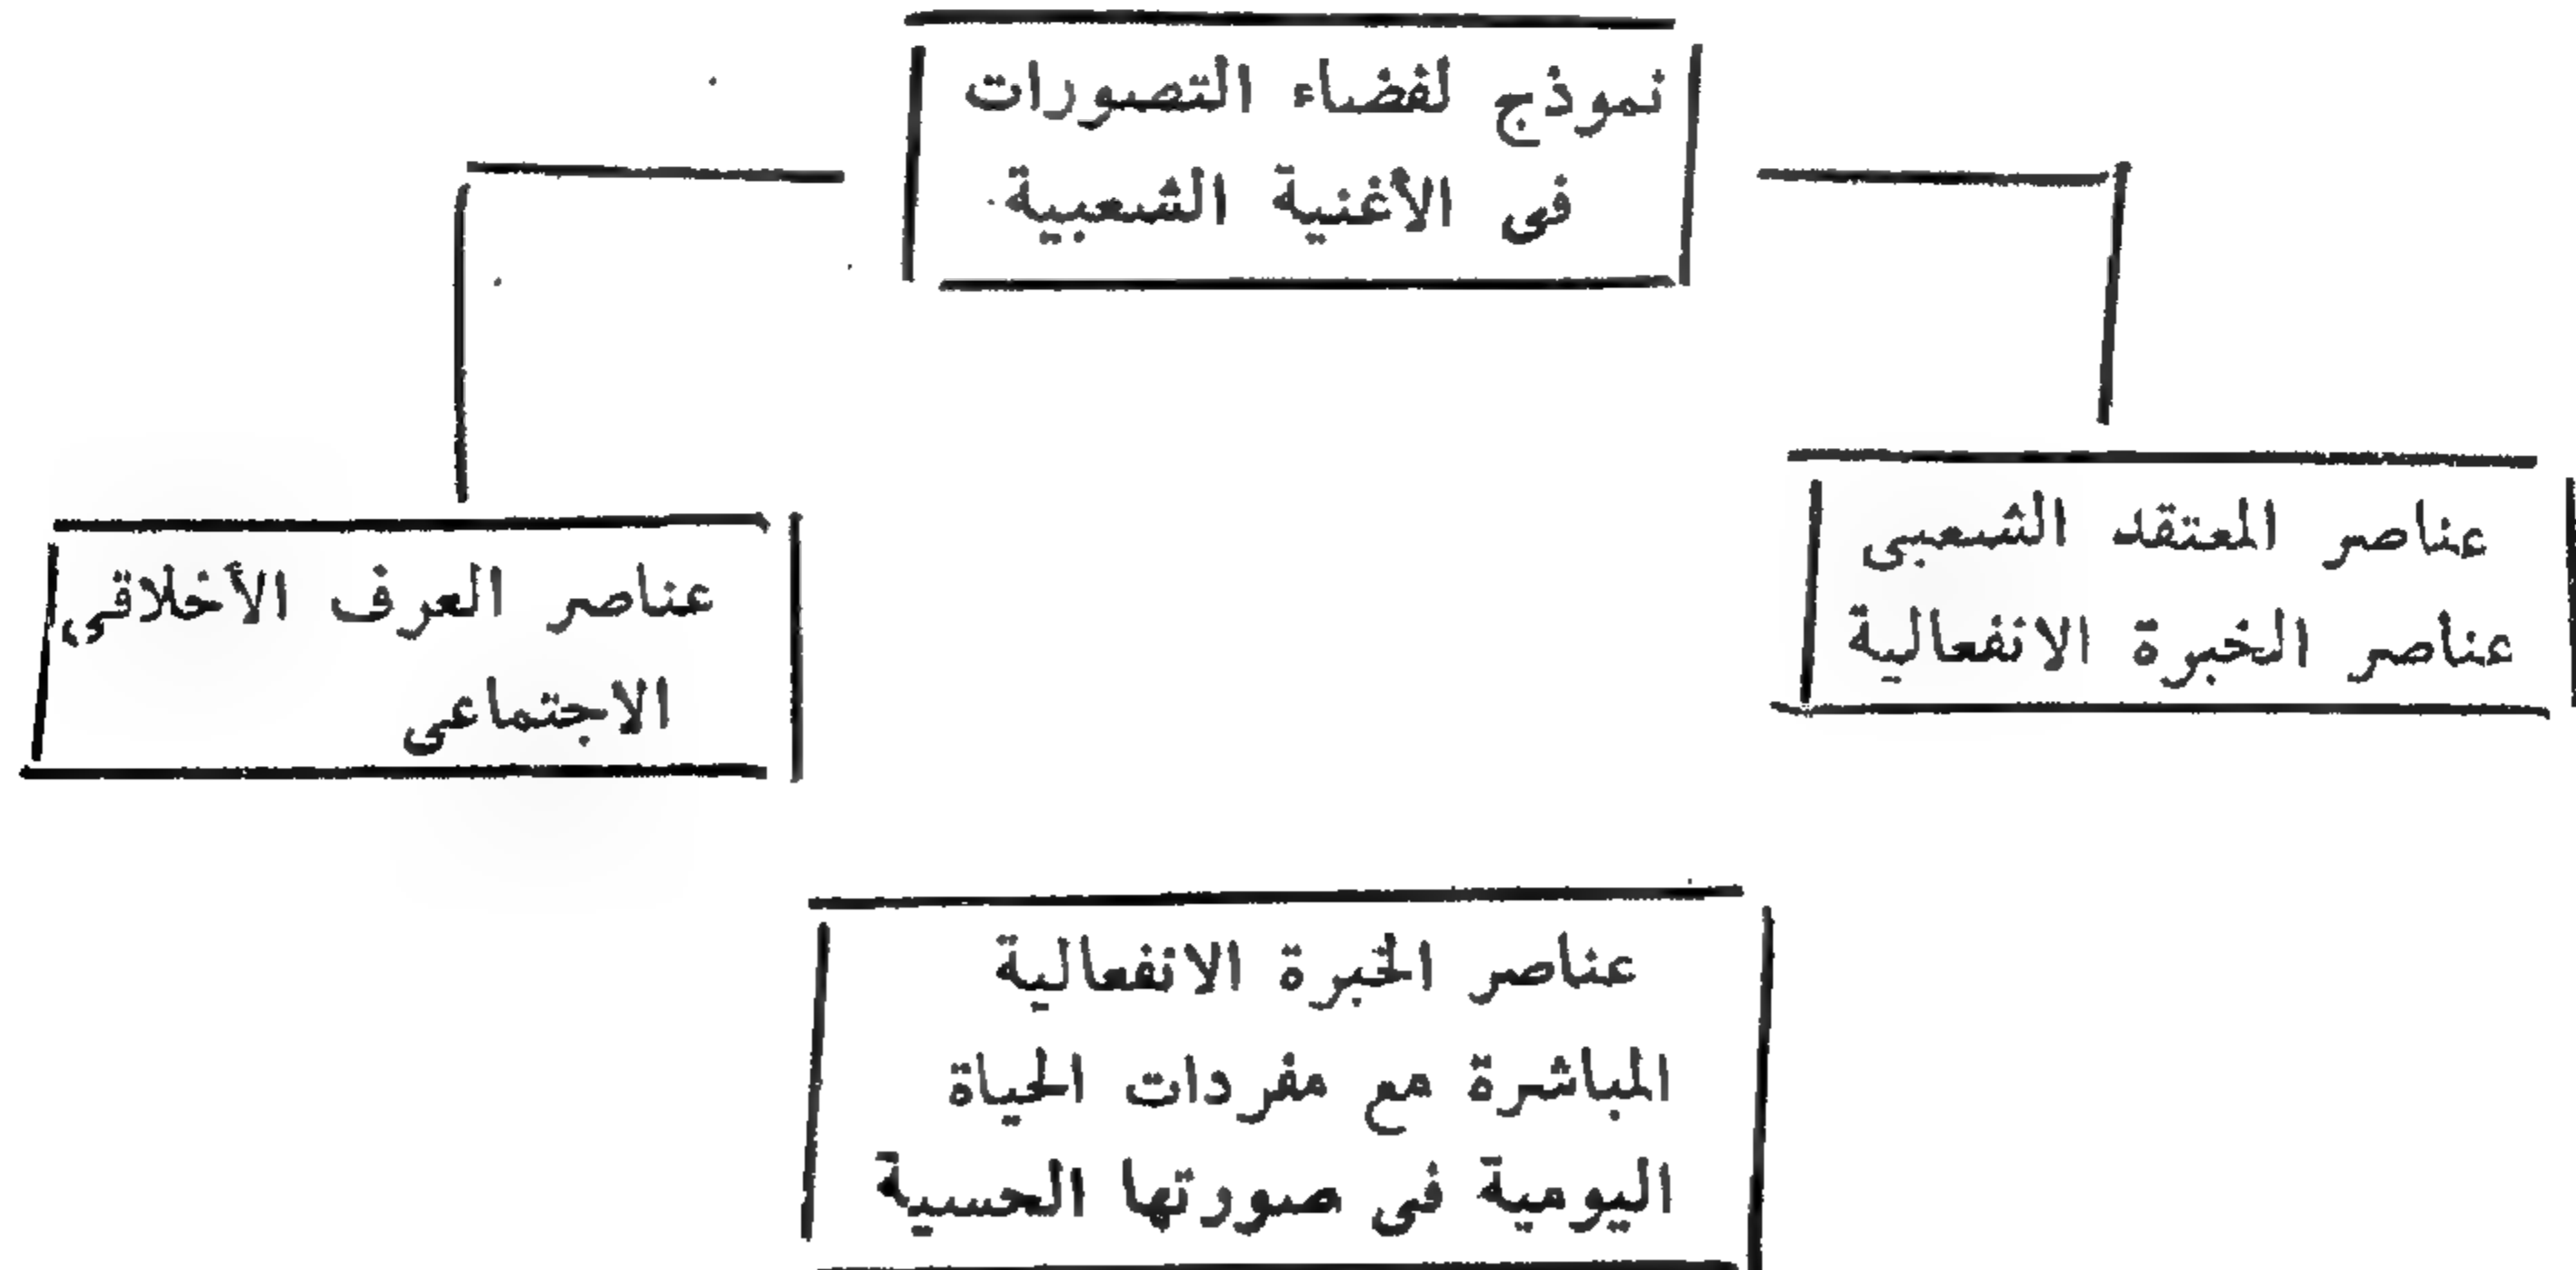 نموذج لفضاء التصورات
فى الأغنية الشعبية
عناصر المعتقد الشعبى
عناصر الخبرة الانفعالية
عناصر العرف الأخلاقى
الاجتماعى
عناصر الخبرة الانفعالية
المباشرة مع مفردات الحياة
اليومية فى صورتها الحسية